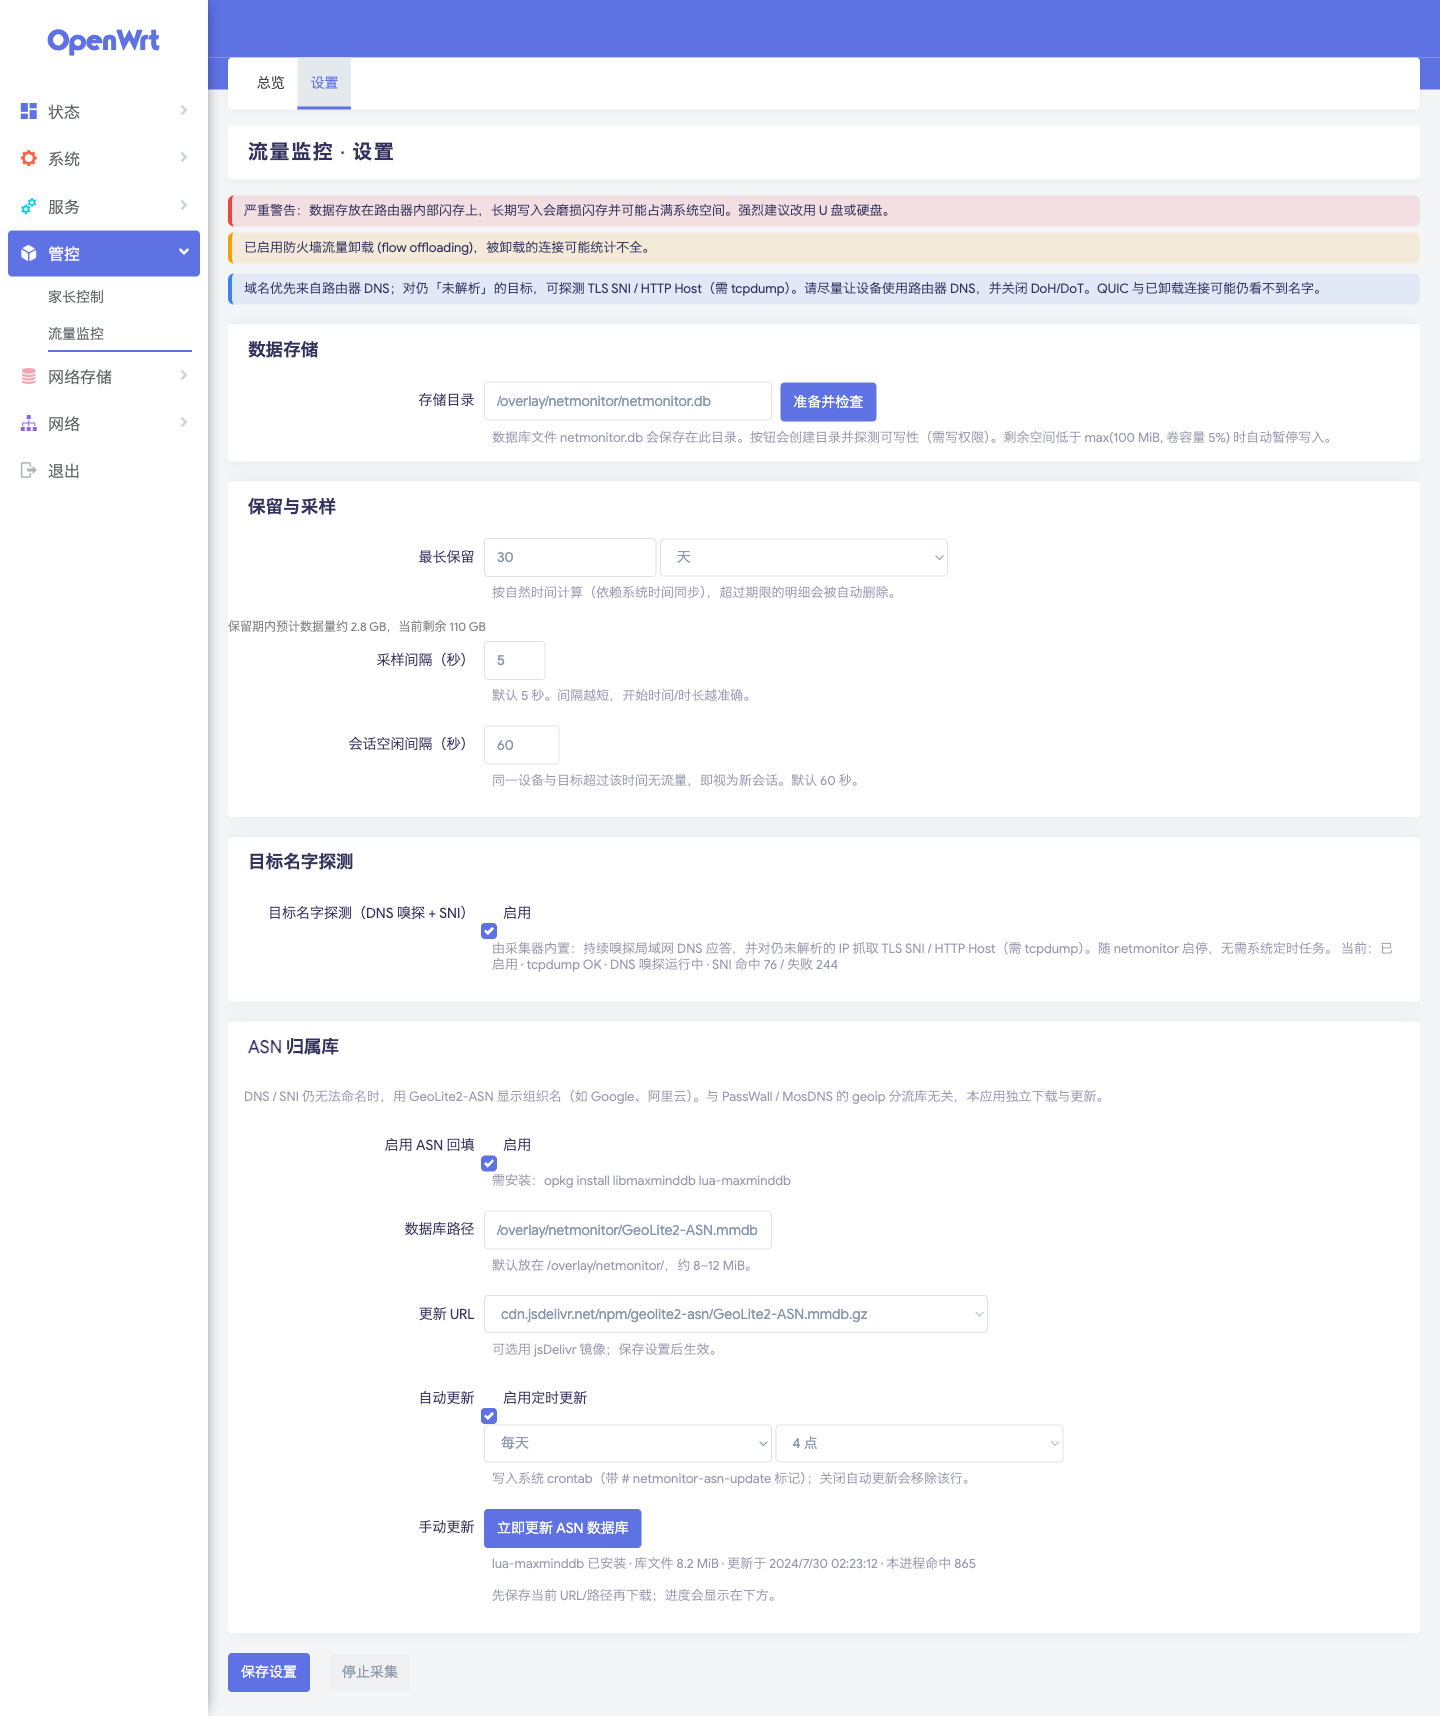 OpenWrt
状态
系统
服务
管控
家长控制
流量监控
网络存储
网络
退出
总览
设置
流量监控 · 设置
严重警告：数据存放在路由器内部闪存上，长期写入会磨损闪存并可能占满系统空间。强烈建议改用 U 盘或硬盘。
已启用防火墙流量卸载 (flow offloading)，被卸载的连接可能统计不全。
域名优先来自路由器 DNS；对仍「未解析」的目标，可探测 TLS SNI / HTTP Host（需 tcpdump）。请尽量让设备使用路由器 DNS，并关闭 DoH/DoT。QUIC 与已卸载连接可能仍看不到名字。
数据存储
存储目录
/overlay/netmonitor/netmonitor.db
准备并检查
数据库文件 netmonitor.db 会保存在此目录。按钮会创建目录并探测可写性（需写权限）。剩余空间低于 max(100 MiB, 卷容量 5%) 时自动暂停写入。
保留与采样
最长保留
30
天
按自然时间计算（依赖系统时间同步），超过期限的明细会被自动删除。
保留期内预计数据量约 2.8 GB，当前剩余 110 GB
采样间隔（秒）
5
默认 5 秒。间隔越短，开始时间/时长越准确。
会话空闲间隔（秒）
60
同一设备与目标超过该时间无流量，即视为新会话。默认 60 秒。
目标名字探测
目标名字探测（DNS 嗅探 + SNI）
启用
由采集器内置：持续嗅探局域网 DNS 应答，并对仍未解析的 IP 抓取 TLS SNI / HTTP Host（需 tcpdump）。随 netmonitor 启停，无需系统定时任务。 当前：已
启用 · tcpdump OK · DNS 嗅探运行中 · SNI 命中 76 / 失败 244
ASN 归属库
DNS / SNI 仍无法命名时，用 GeoLite2-ASN 显示组织名（如 Google、阿里云）。与 PassWall / MosDNS 的 geoip 分流库无关，本应用独立下载与更新。
启用 ASN 回填
启用
需安装：opkg install libmaxminddb lua-maxminddb
数据库路径
/overlay/netmonitor/GeoLite2-ASN.mmdb
默认放在 /overlay/netmonitor/，约 8–12 MiB。
更新 URL
cdn.jsdelivr.net/npm/geolite2-asn/GeoLite2-ASN.mmdb.gz
可选用 jsDelivr 镜像；保存设置后生效。
自动更新
启用定时更新
每天
4 点
写入系统 crontab（带 # netmonitor-asn-update 标记）；关闭自动更新会移除该行。
手动更新
立即更新 ASN 数据库
lua-maxminddb 已安装 · 库文件 8.2 MiB · 更新于 2024/7/30 02:23:12 · 本进程命中 865
先保存当前 URL/路径再下载；进度会显示在下方。
保存设置
停止采集